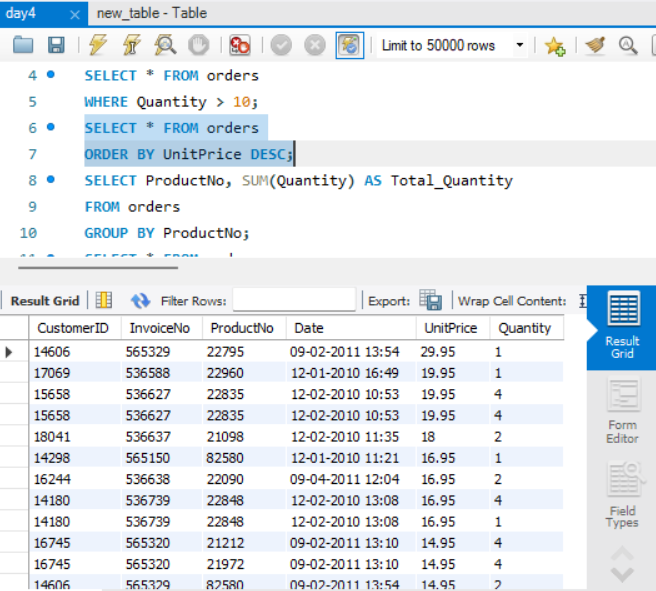 day4
new_table - Table
Limit to 50000 rows
4 SELECT * FROM orders
5 WHERE Quantity > 10;
6 SELECT * FROM orders
7 ORDER BY UnitPrice DESC;
8 SELECT ProductNo, SUM(Quantity) AS Total_Quantity
9 FROM orders
10 GROUP BY ProductNo;
Result Grid Filter Rows: Export: Wrap Cell Content:
CustomerID InvoiceNo ProductNo Date UnitPrice Quantity
14606 565329 22795 09-02-2011 13:54 29.95 1
17069 536588 22960 12-01-2010 16:49 19.95 1
15658 536627 22835 12-02-2010 10:53 19.95 4
15658 536627 22835 12-02-2010 10:53 19.95 4
18041 536637 21098 12-02-2010 11:35 18 2
14298 565150 82580 12-01-2010 11:21 16.95 1
16244 536638 22090 09-04-2011 12:04 16.95 2
14180 536739 22848 12-02-2010 13:08 16.95 4
14180 536739 22848 12-02-2010 13:08 16.95 1
16745 565320 21212 09-02-2011 13:10 14.95 4
16745 565320 21972 09-02-2011 13:10 14.95 4
14606 565329 82580 09-02-2011 13:54 14.95 2
Result
Grid
Form
Editor
Field
Types